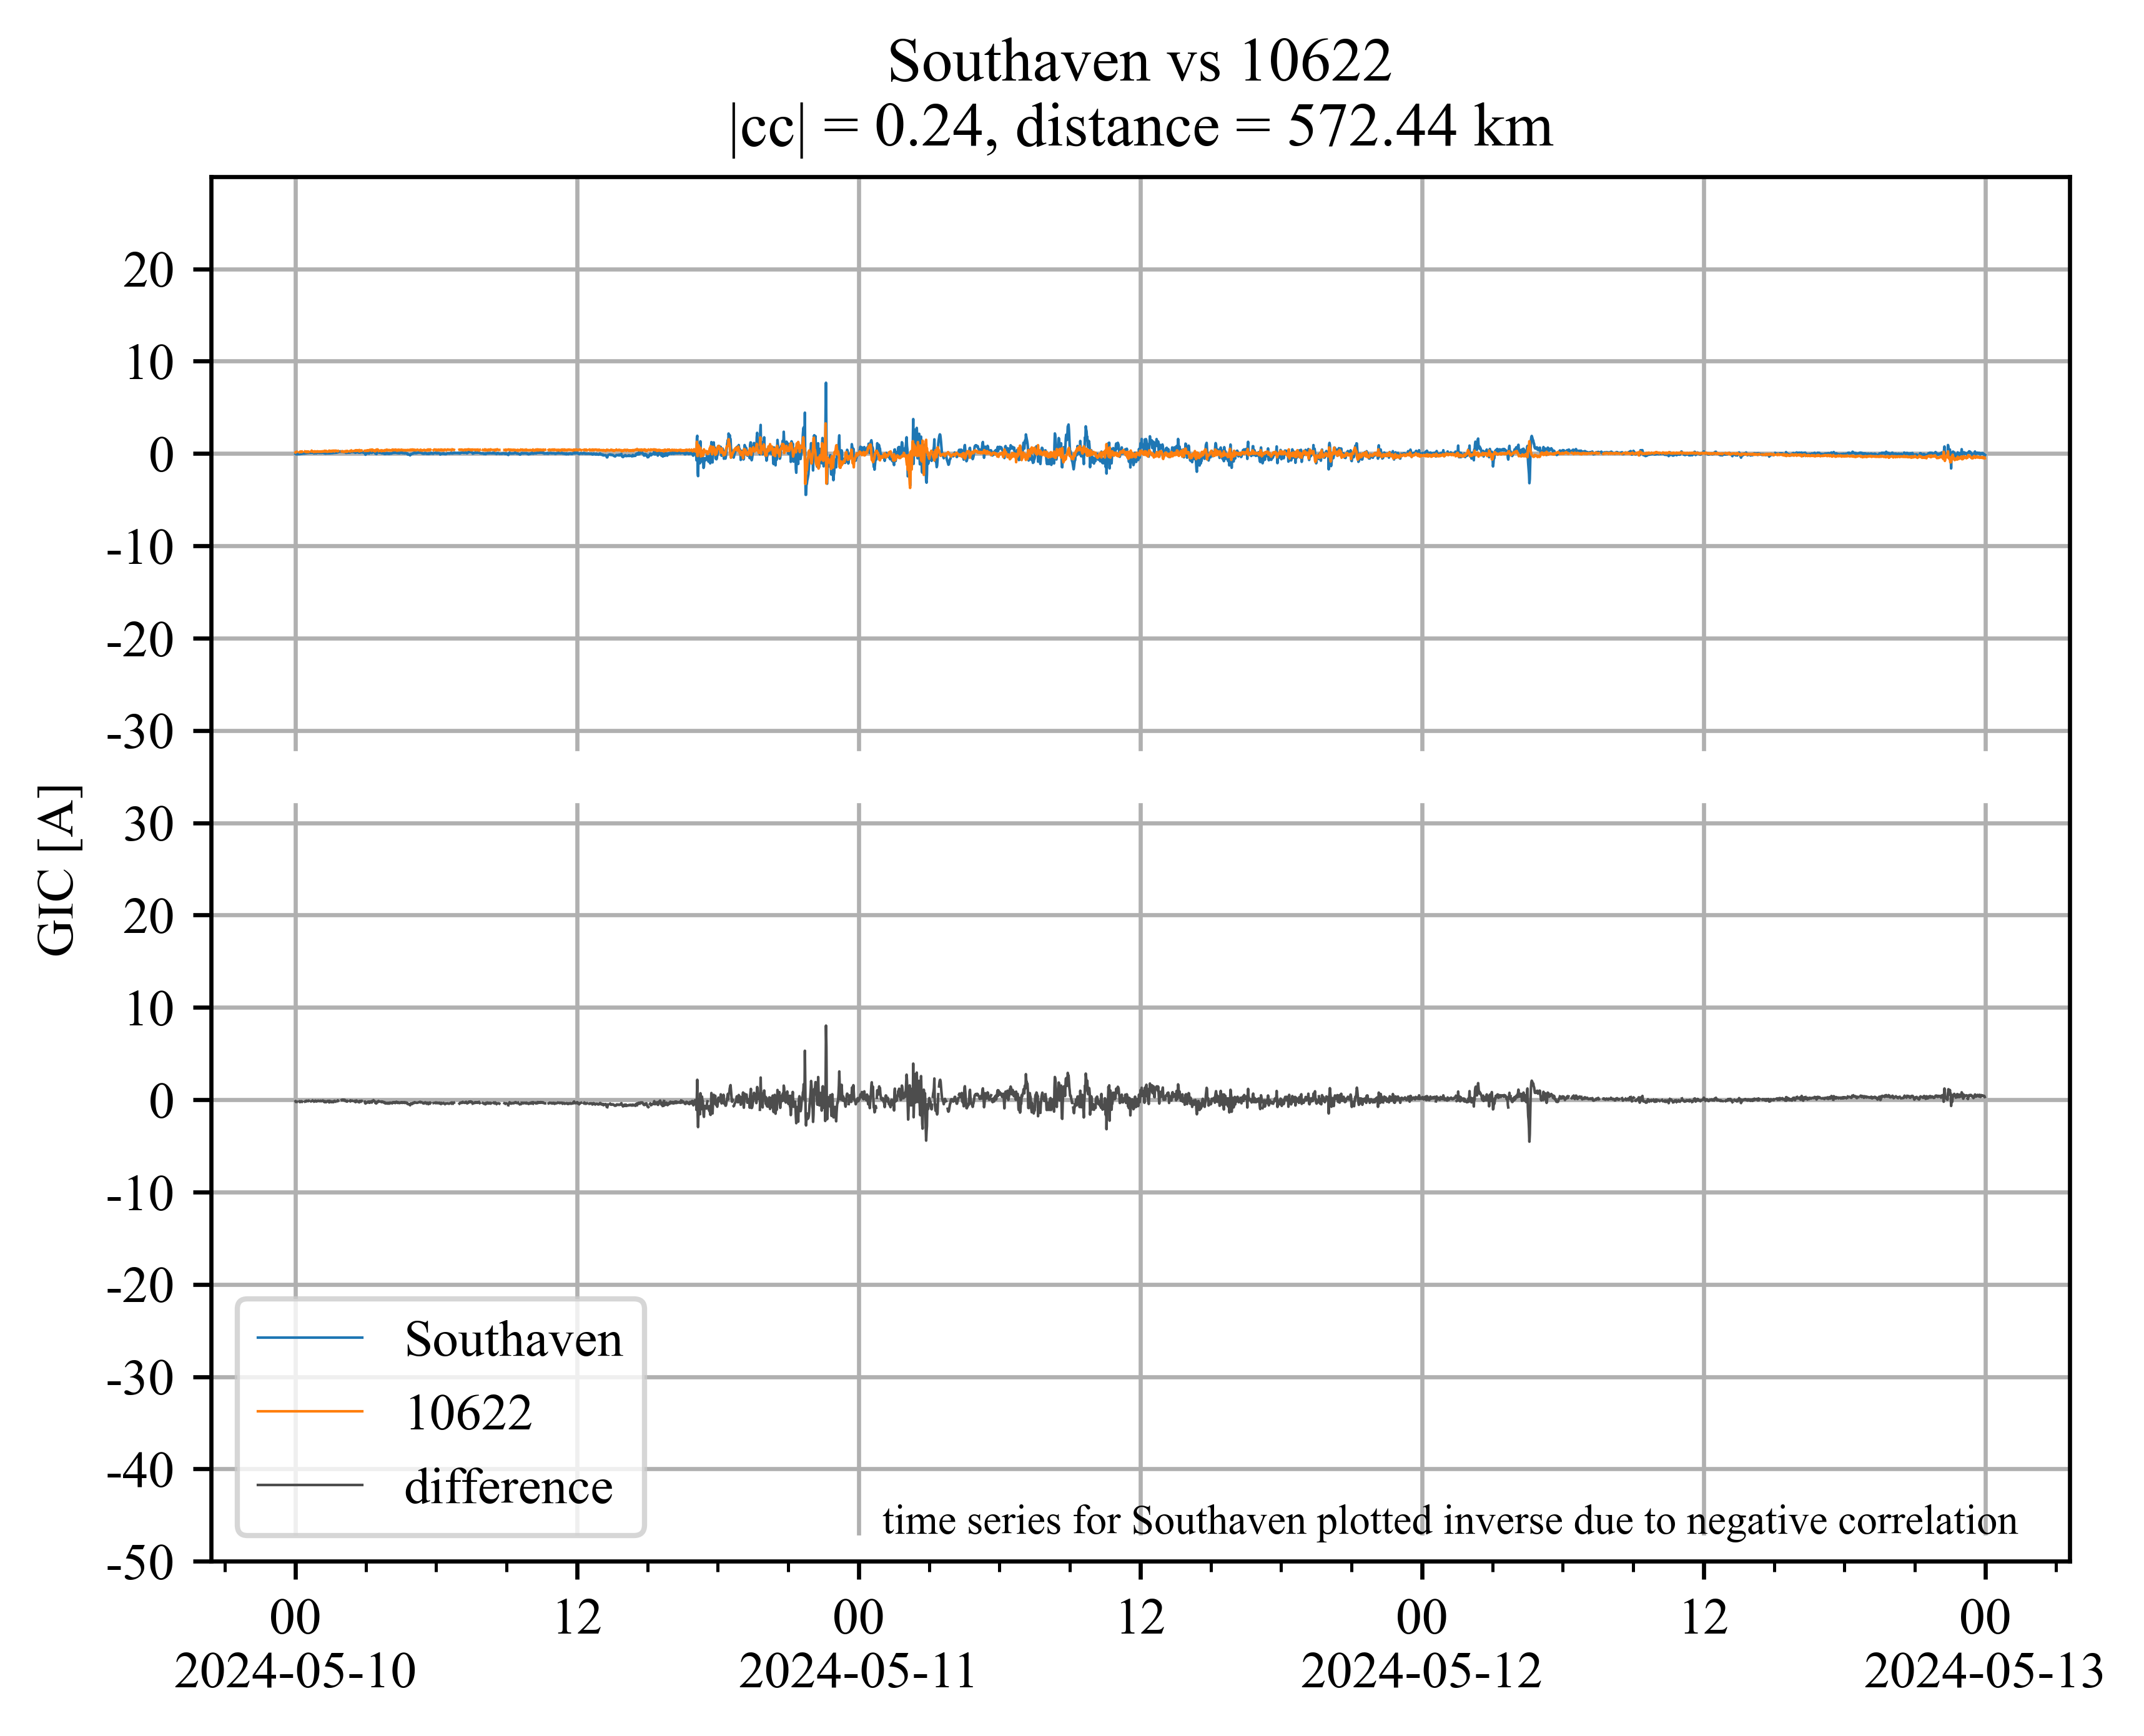 Southaven vs 10622
|cc| = 0.24, distance = 572.44 km
20
10
0
-10
-20
-30
30
20
10
0
-10
-20
-30
-40
-50
GIC [A]
Southaven
10622
difference
time series for Southaven plotted inverse due to negative correlation
00 12 00 12 00 12 00
2024-05-10 2024-05-11 2024-05-12 2024-05-13